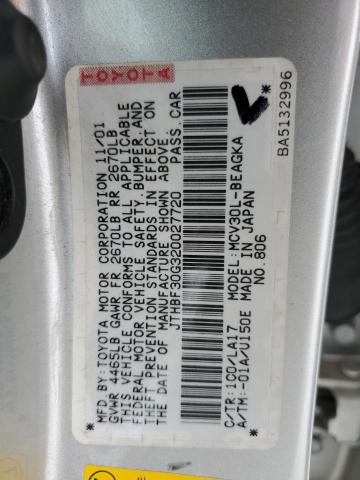 TOYOTA
MFD BY:TOYOTA MOTOR CORPORATION 11/01
GVWR 4465LB GAWR FR 2670LB RR 2670LB
THIS VEHICLE CONFORMS TO ALL APPLICABLE
FEDERAL MOTOR VEHICLE SAFETY,BUMPER,AND
THEFT PREVENTION STANDARDS IN EFFECT ON
THE DATE OF MANUFACTURE SHOWN ABOVE.
*JTHBF30G320027720* PASS.CAR
C/TR:1C0/LA17 MODEL:MCV30L-BEAGKA
A/TM:-01A/U150E MADE IN JAPAN
NO.806
BA5132996